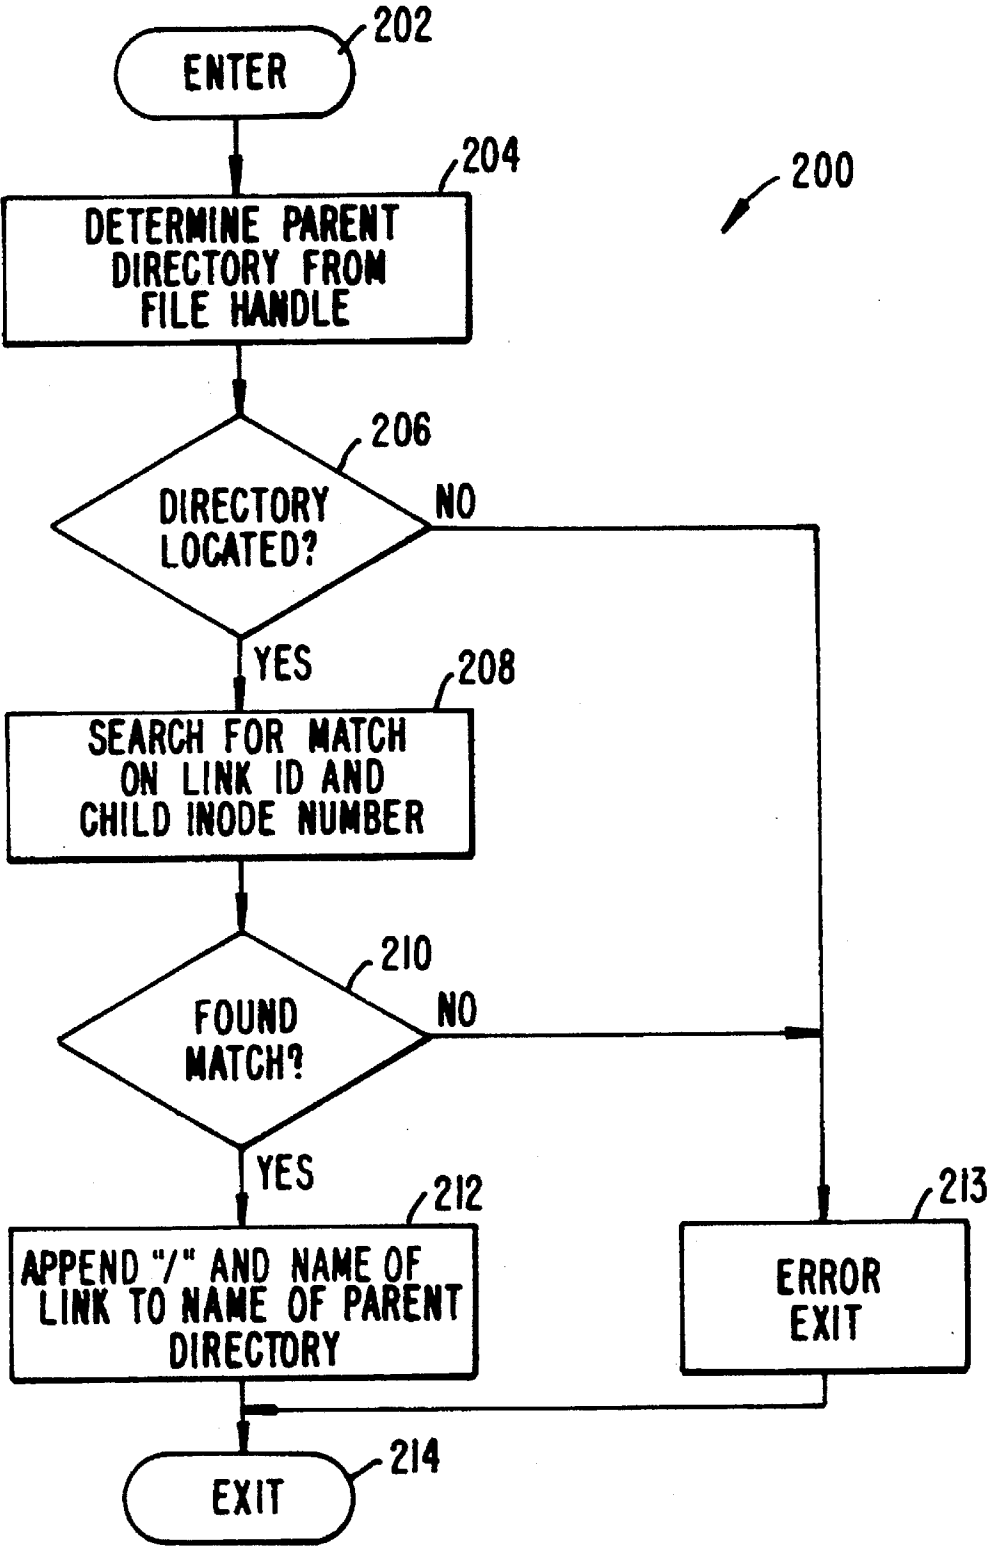 202
ENTER
204
200
DETERMINE PARENT
DIRECTORY FROM
FILE HANDLE
206
DIRECTORY
LOCATED?
NO
YES
208
SEARCH FOR MATCH
ON LINK ID AND
CHILD INODE NUMBER
210
FOUND
MATCH?
NO
YES
212
213
APPEND "/" AND NAME OF
LINK TO NAME OF PARENT
DIRECTORY
ERROR
EXIT
214
EXIT